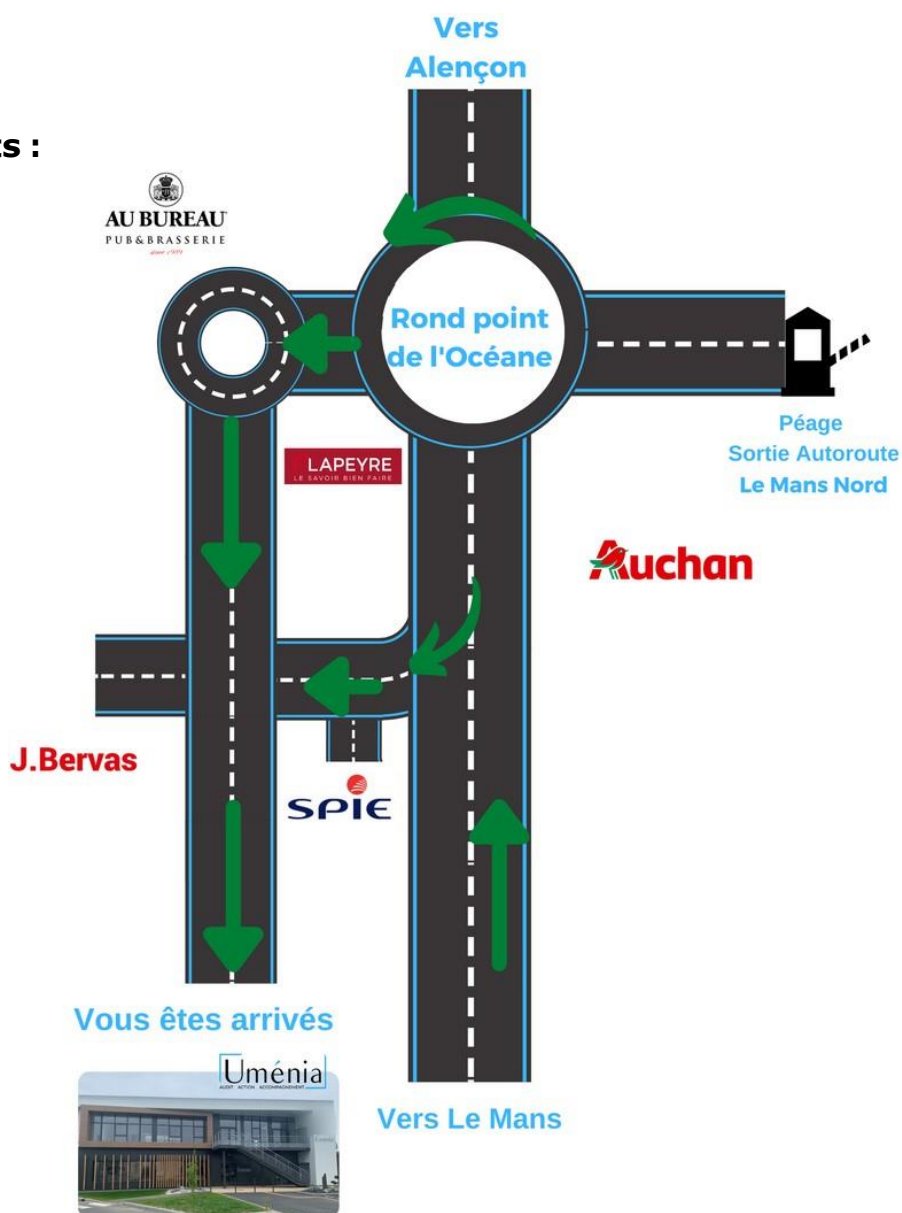 Vers
Alençon
ts :
AU BUREAU
PUB&BRASSERIE
Rond point
de l'Océane
Péage
Sortie Autoroute
Le Mans Nord
LAPEYRE
LE SAVOIR BIEN FAIRE
Auchan
J.Bervas
SPIE
Vous êtes arrivés
Uménia
AUDIT ACTION ACCOMPAGNEMENT
Vers Le Mans